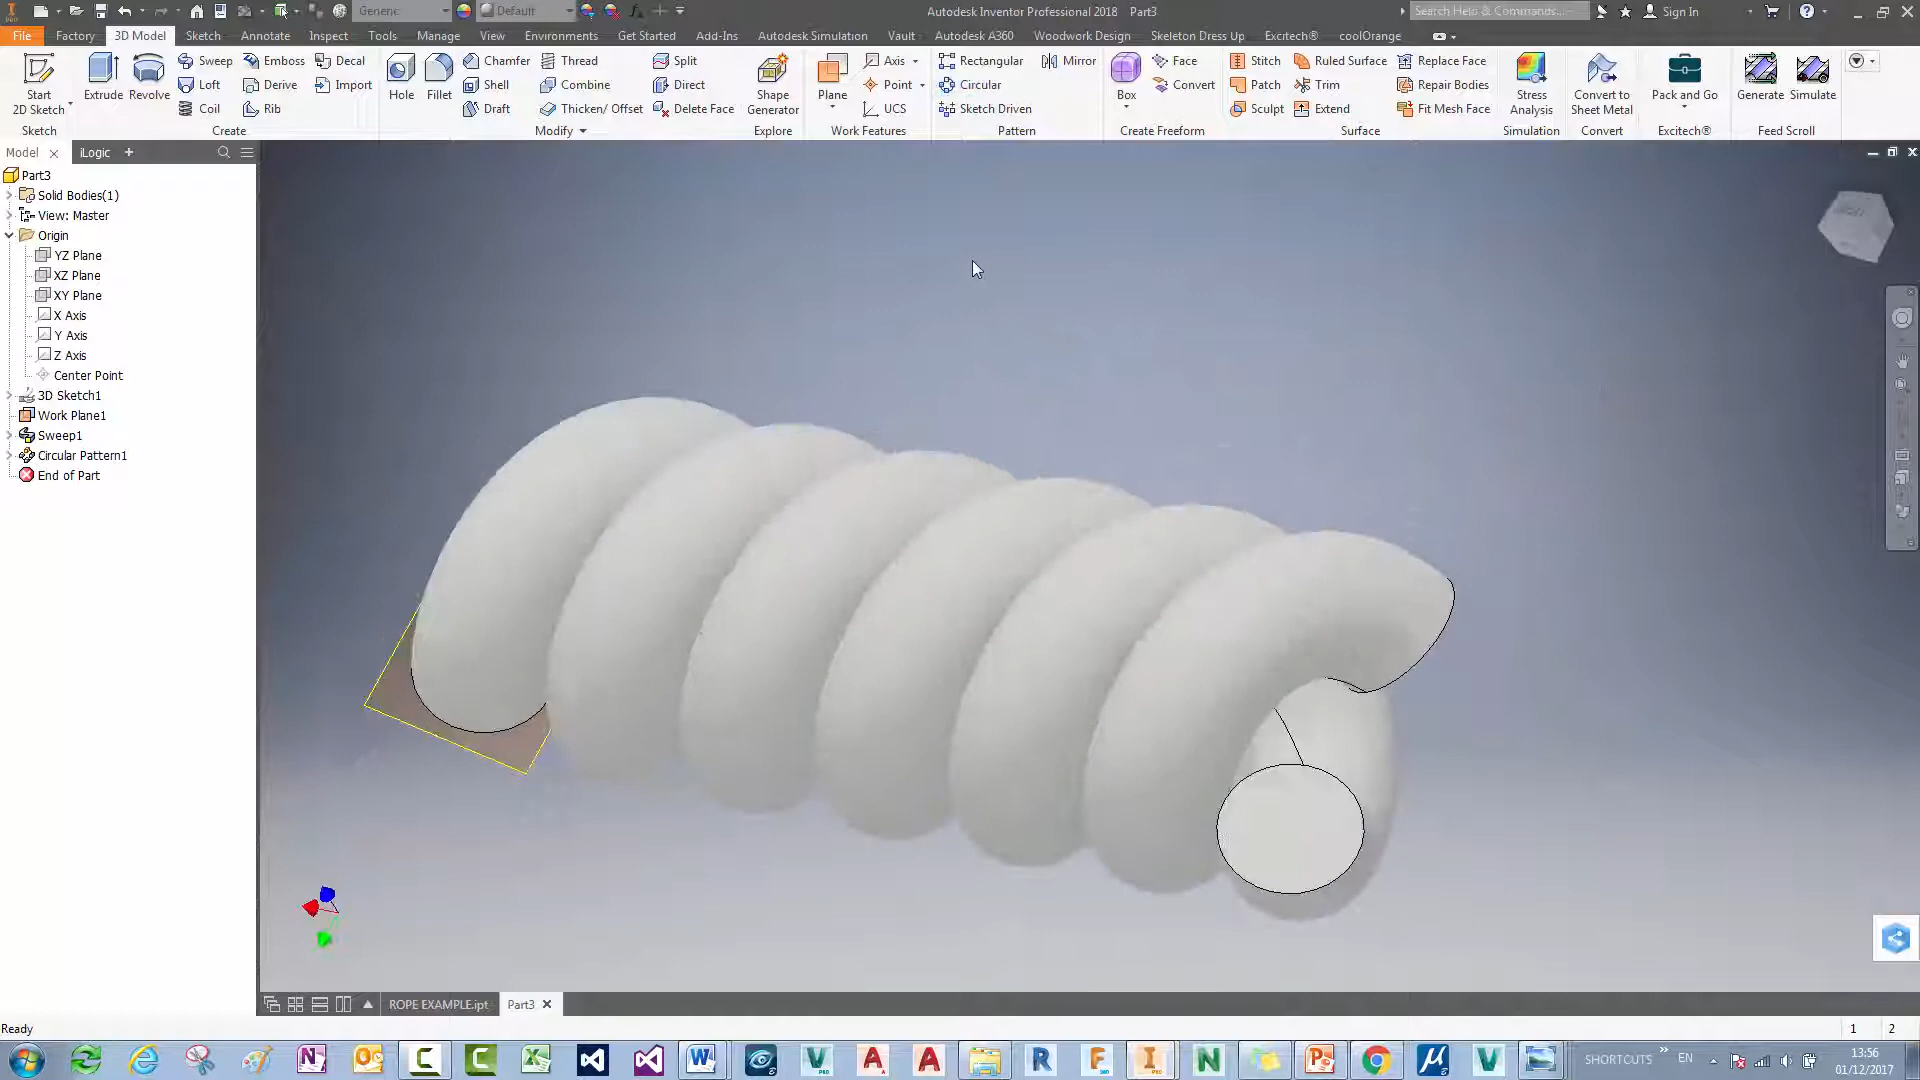 Generic
Default
Autodesk Inventor Professional 2018 Part3
Search Help & Commands...
Sign In
File Factory 3D Model Sketch Annotate Inspect Tools Manage View Environments Get Started Add-Ins Autodesk Simulation Vault Autodesk A360 Woodwork Design Skeleton Dress Up Excitech® coolOrange
Start
2D Sketch
Extrude
Revolve
Sweep
Loft
Coil
Emboss
Derive
Rib
Decal
Import
Hole
Fillet
Chamfer
Shell
Draft
Thread
Combine
Thicken/ Offset
Split
Direct
Delete Face
Shape
Generator
Plane
Axis
Point
UCS
Rectangular
Circular
Sketch Driven
Mirror
Box
Face
Convert
Stitch
Patch
Sculpt
Ruled Surface
Trim
Extend
Replace Face
Repair Bodies
Fit Mesh Face
Stress
Analysis
Convert to
Sheet Metal
Pack and Go
Generate
Simulate
Sketch Create Modify Explore Work Features Pattern Create Freeform Surface Simulation Convert Excitech® Feed Scroll
Model iLogic
Part3
Solid Bodies(1)
View: Master
Origin
YZ Plane
XZ Plane
XY Plane
X Axis
Y Axis
Z Axis
Center Point
3D Sketch1
Work Plane1
Sweep1
Circular Pattern1
End of Part
ROPE EXAMPLE.ipt Part3
Ready
1 2
SHORTCUTS
EN
13:56
01/12/2017